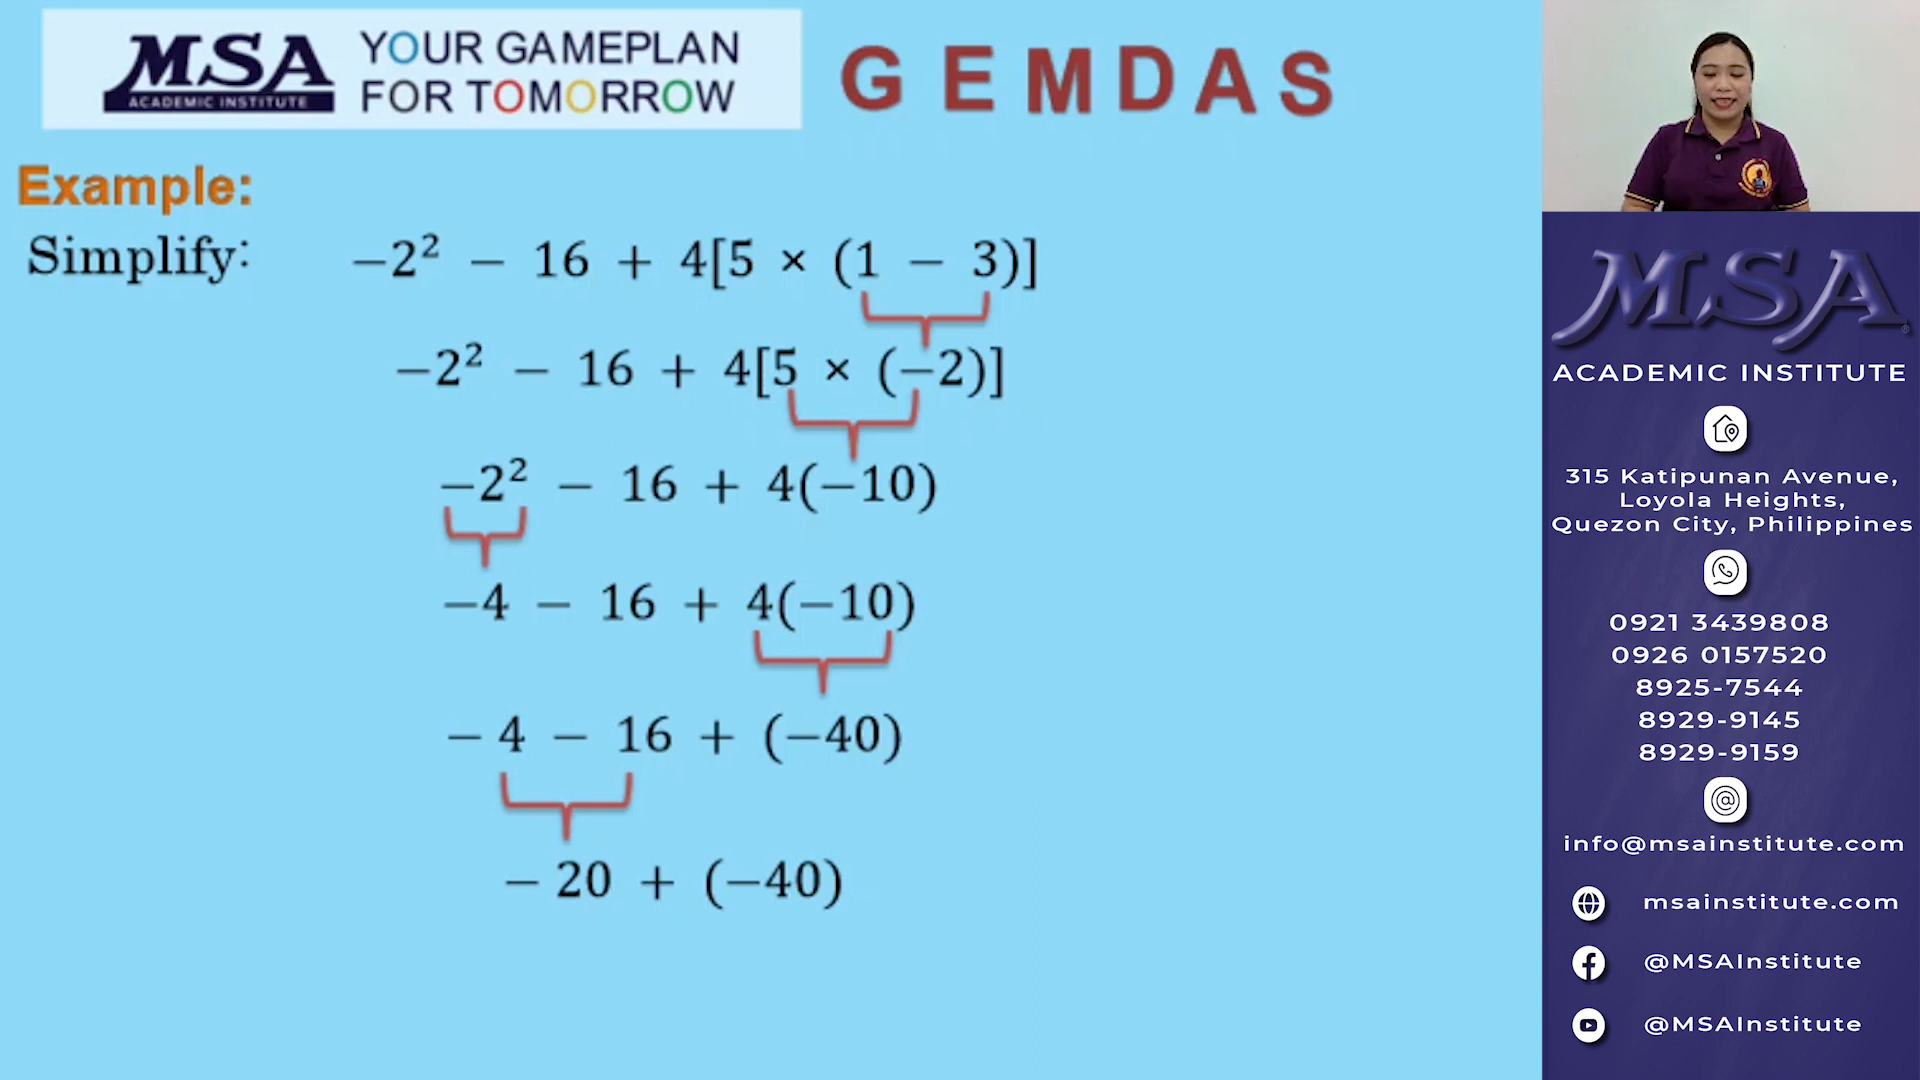 MSA
ACADEMIC INSTITUTE
YOUR GAMEPLAN
FOR TOMORROW
G E M D A S
Example:
Simplify: −2² − 16 + 4[5 × (1 − 3)]
−2² − 16 + 4[5 × (−2)]
−2² − 16 + 4(−10)
−4 − 16 + 4(−10)
− 4 − 16 + (−40)
− 20 + (−40)
MSA®
ACADEMIC INSTITUTE
315 Katipunan Avenue,
Loyola Heights,
Quezon City, Philippines
0921 3439808
0926 0157520
8925-7544
8929-9145
8929-9159
info@msainstitute.com
msainstitute.com
@MSAInstitute
@MSAInstitute